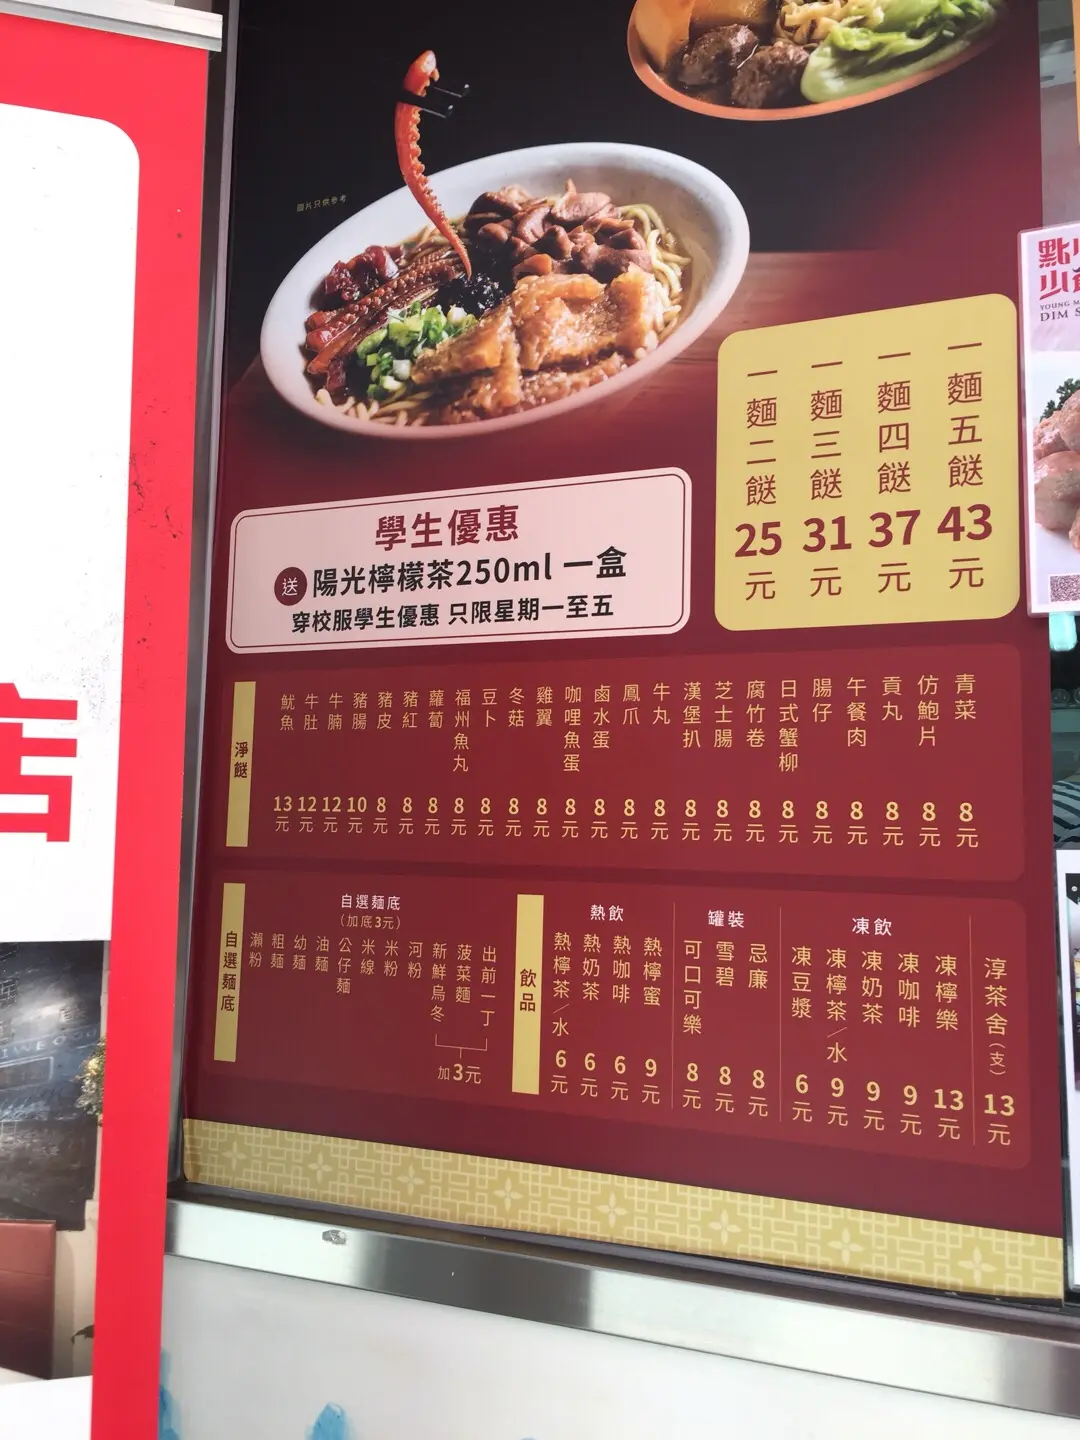 圖片只供參考
一麵二餸 25元
一麵三餸 31元
一麵四餸 37元
一麵五餸 43元
學生優惠
送 陽光檸檬茶250ml 一盒
穿校服學生優惠 只限星期一至五
淨餸
魷魚 13元
牛肚 12元
牛腩 12元
豬腸 10元
豬皮 8元
豬紅 8元
蘿蔔 8元
福州魚丸 8元
豆卜 8元
冬菇 8元
雞翼 8元
咖哩魚蛋 8元
鹵水蛋 8元
鳳爪 8元
牛丸 8元
漢堡扒 8元
芝士腸 8元
腐竹卷 8元
日式蟹柳 8元
腸仔 8元
午餐肉 8元
貢丸 8元
仿鮑片 8元
青菜 8元
自選麵底
自選麵底
(加底3元)
瀨粉
粗麵
幼麵
油麵
公仔麵
米線
米粉
河粉
新鮮烏冬
菠菜麵
出前一丁
加3元
飲品
熱飲
熱檸茶/水 6元
熱奶茶 6元
熱咖啡 6元
熱檸蜜 9元
罐裝
可口可樂 8元
雪碧 8元
忌廉 8元
凍飲
凍豆漿 6元
凍檸茶/水 9元
凍奶茶 9元
凍咖啡 9元
凍檸樂 13元
淳茶舍(支) 13元
店
點
YOUNG
DIM